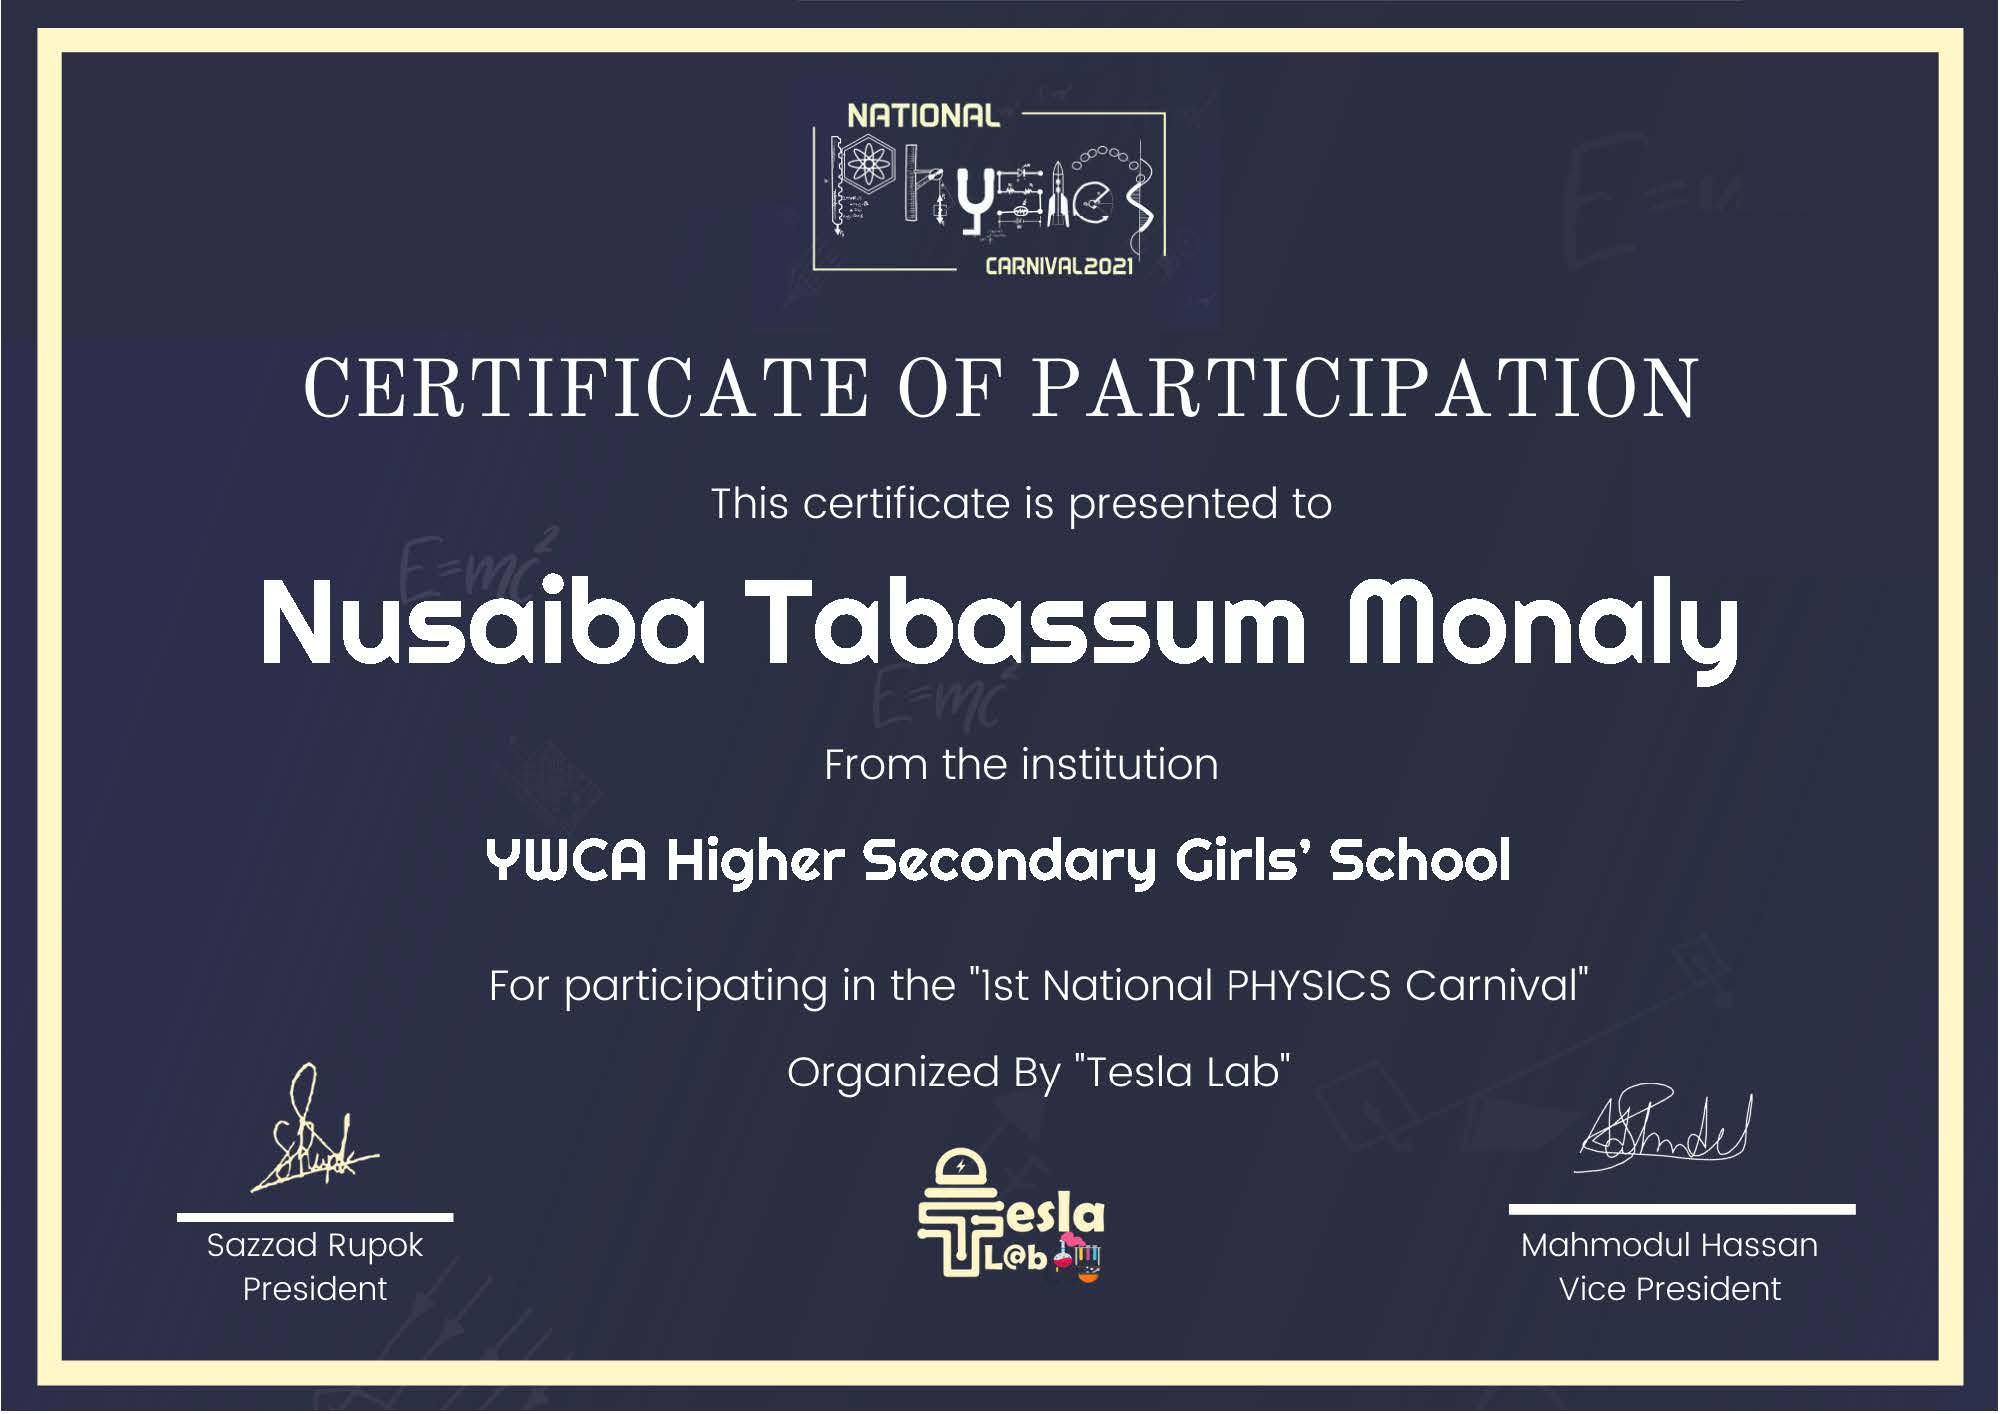 NATIONAL
Physics
CARNIVAL2021
CERTIFICATE OF PARTICIPATION
This certificate is presented to
E=mc²
Nusaiba Tabassum Monaly
E=mc²
From the institution
YWCA Higher Secondary Girls’ School
For participating in the "1st National PHYSICS Carnival"
Organized By "Tesla Lab"
Tesla
L@b
Sazzad Rupok
President
Mahmodul Hassan
Vice President